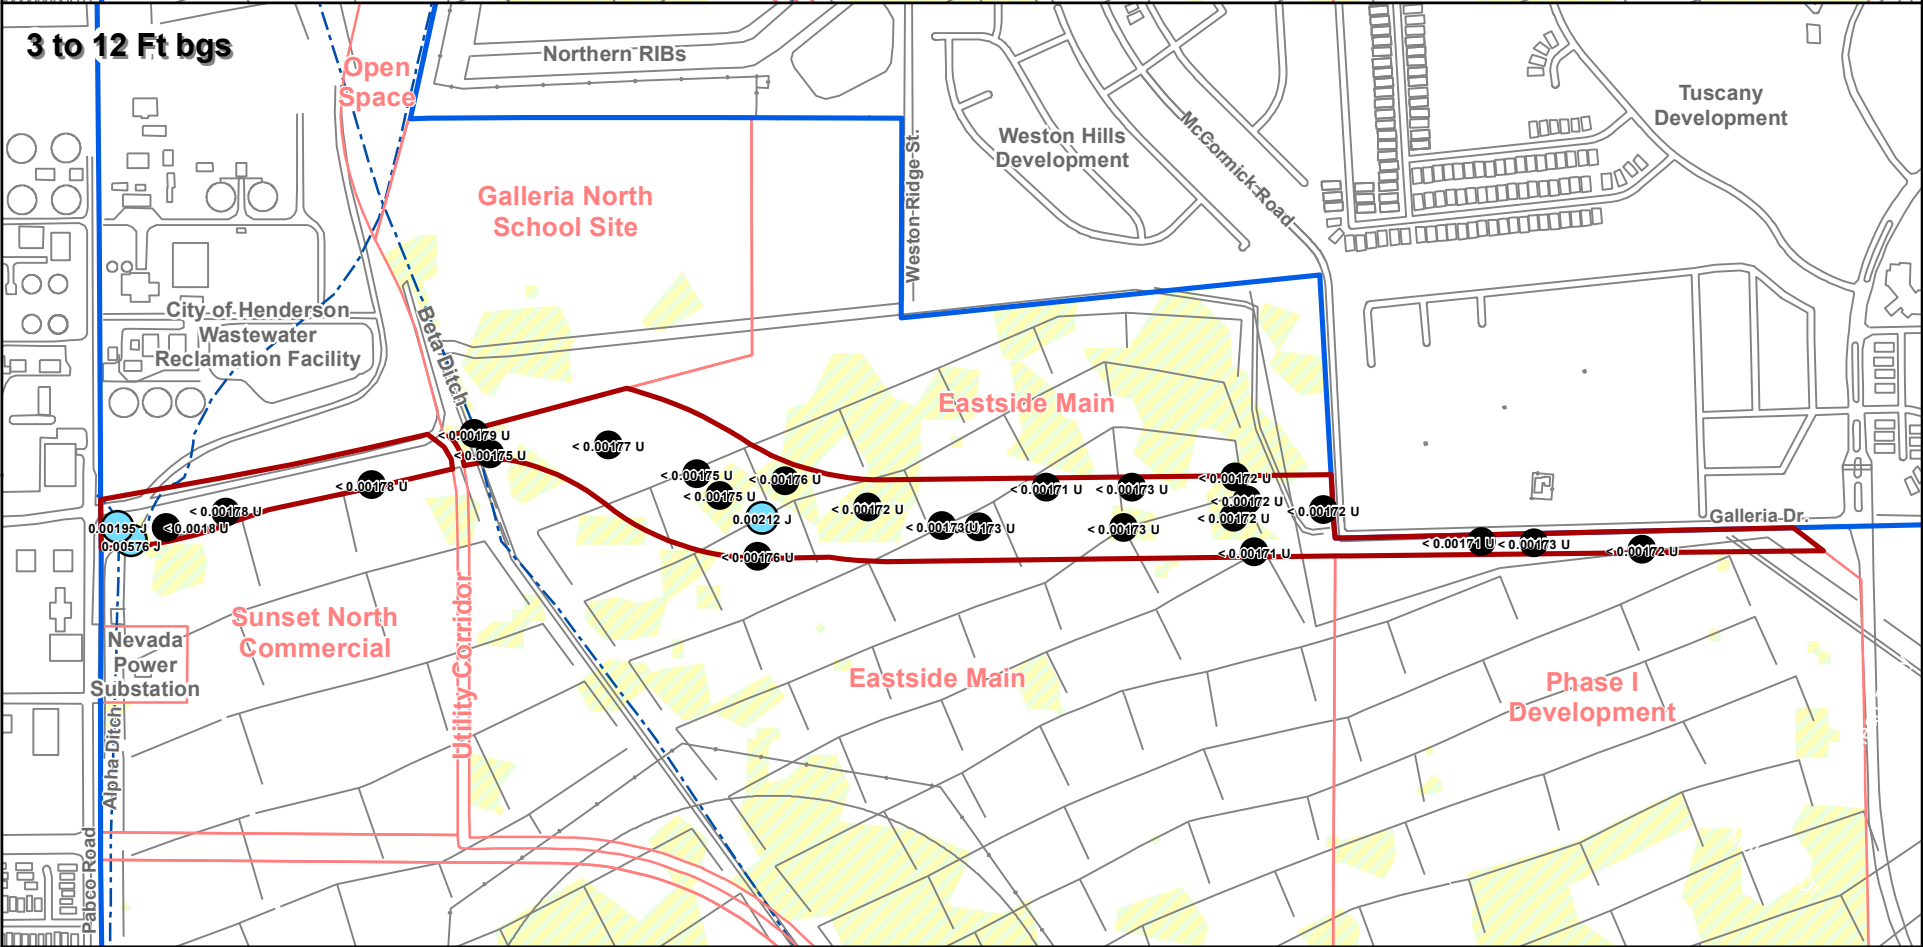 3 to 12 Ft bgs
Northern RIBs
Open
Space
Tuscany
Development
Weston Hills
Development
McCormick Road
Weston-Ridge-St.
Galleria North
School Site
City of Henderson
Wastewater
Reclamation Facility
Beta Ditch
Eastside Main
< 0.00179 U
< 0.00175 U
< 0.00177 U
< 0.00175 U
< 0.00175 U
< 0.00176 U
< 0.00172 U
0.00212 J
< 0.00176 U
< 0.00171 U
< 0.00173 U
< 0.00172 U
< 0.00172 U
< 0.00172 U
< 0.00172 U
< 0.00173 U
< 0.00171 U
< 0.00178 U
< 0.00178 U
< 0.0018 U
0.00195 J
0.00576 J
Galleria Dr.
< 0.00171 U
< 0.00173 U
< 0.00172 U
Sunset North
Commercial
Nevada
Power
Substation
Utility Corridor
Eastside Main
Phase I
Development
Alpha-Ditch
Pabco-Road